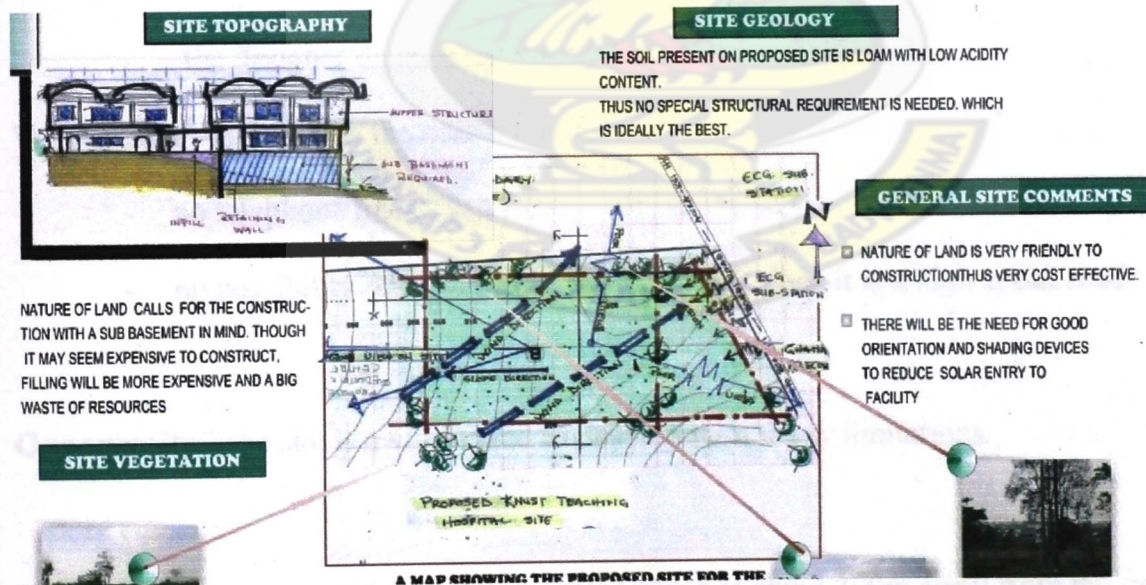 SITE TOPOGRAPHY
UPPER STRUCTURE
SUB BASEMENT
REQUIRED.
INFILL
RETAINING
WALL
NATURE OF LAND CALLS FOR THE CONSTRUC-
TION WITH A SUB BASEMENT IN MIND. THOUGH
IT MAY SEEM EXPENSIVE TO CONSTRUCT,
FILLING WILL BE MORE EXPENSIVE AND A BIG
WASTE OF RESOURCES
SITE VEGETATION
SITE GEOLOGY
THE SOIL PRESENT ON PROPOSED SITE IS LOAM WITH LOW ACIDITY
CONTENT.
THUS NO SPECIAL STRUCTURAL REQUIREMENT IS NEEDED. WHICH
IS IDEALLY THE BEST.
ECG SUB-
STATION
N
ECG
SUB-STATION
GHANA
WIND DIRECTION
SLOPE DIRECTION
WIND DIRECTION
PROPOSED KNUST TEACHING
HOSPITAL SITE
A MAP SHOWING THE PROPOSED SITE FOR THE
GENERAL SITE COMMENTS
NATURE OF LAND IS VERY FRIENDLY TO
CONSTRUCTIONTHUS VERY COST EFFECTIVE.
THERE WILL BE THE NEED FOR GOOD
ORIENTATION AND SHADING DEVICES
TO REDUCE SOLAR ENTRY TO
FACILITY